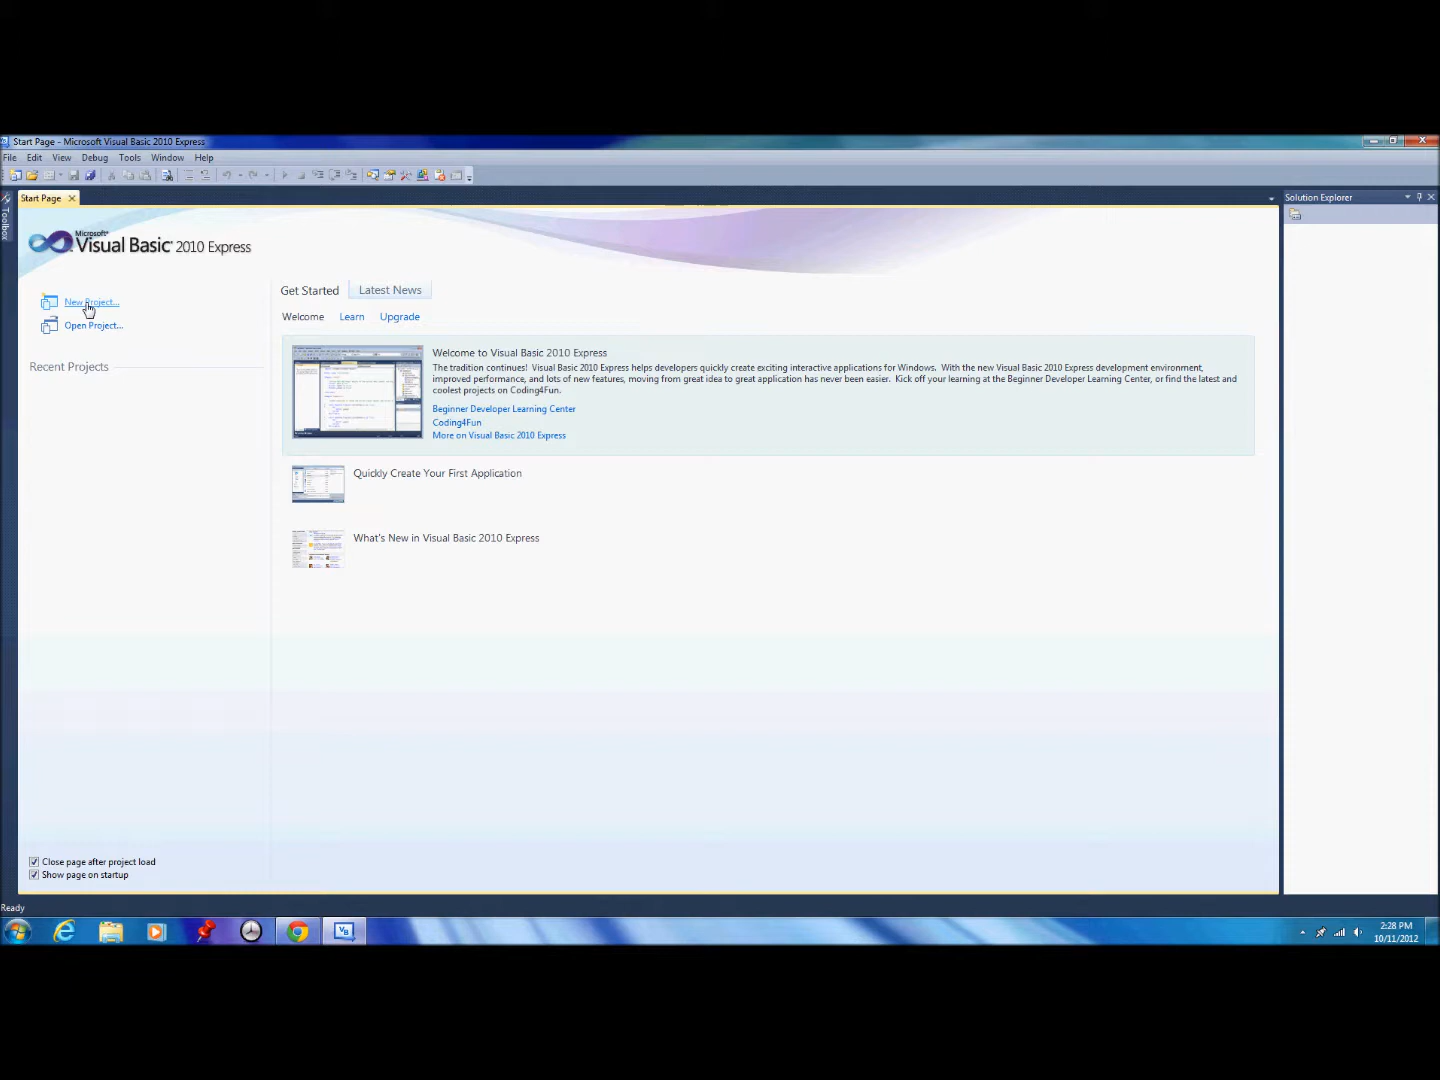 Start Page - Microsoft Visual Basic 2010 Express
File Edit View Debug Tools Window Help
Start Page
Solution Explorer
Toolbox
Microsoft®
Visual Basic® 2010 Express
New Project...
Open Project...
Recent Projects
Get Started Latest News
Welcome Learn Upgrade
Welcome to Visual Basic 2010 Express
The tradition continues! Visual Basic 2010 Express helps developers quickly create exciting interactive applications for Windows. With the new Visual Basic 2010 Express development environment,
improved performance, and lots of new features, moving from great idea to great application has never been easier. Kick off your learning at the Beginner Developer Learning Center, or find the latest and
coolest projects on Coding4Fun.
Beginner Developer Learning Center
Coding4Fun
More on Visual Basic 2010 Express
Quickly Create Your First Application
What's New in Visual Basic 2010 Express
Close page after project load
Show page on startup
Ready
VB
2:28 PM
10/11/2012